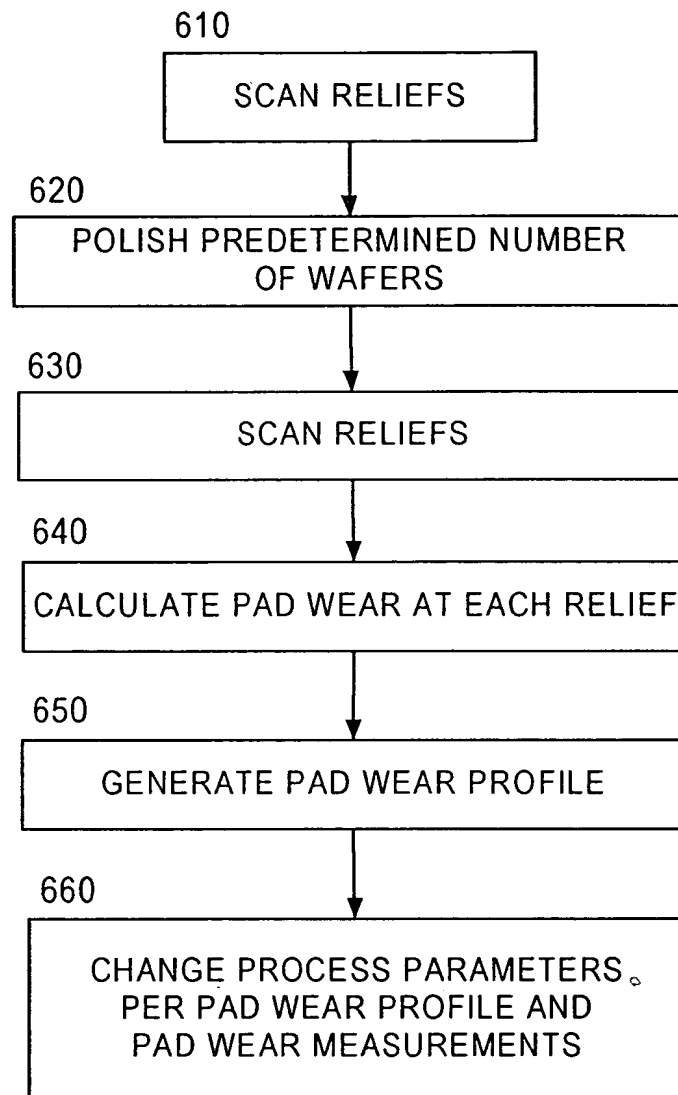 610
SCAN RELIEFS
620
POLISH PREDETERMINED NUMBER
OF WAFERS
630
SCAN RELIEFS
640
CALCULATE PAD WEAR AT EACH RELIEF
650
GENERATE PAD WEAR PROFILE
660
CHANGE PROCESS PARAMETERS
PER PAD WEAR PROFILE AND
PAD WEAR MEASUREMENTS